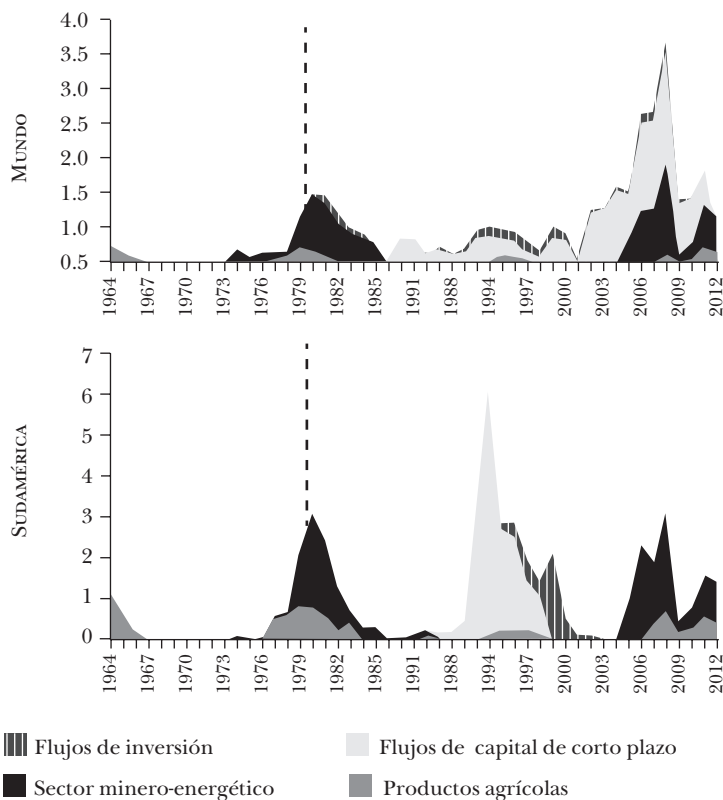 4.0
3.5
3.0
2.5
2.0
1.5
1.0
0.5
MUNDO
1964 1967 1970 1973 1976 1979 1982 1985 1991 1988 1994 1997 2000 2003 2006 2009 2012
7
6
5
4
3
2
1
0
SUDAMÉRICA
1964 1967 1970 1973 1976 1979 1982 1985 1991 1988 1994 1997 2000 2003 2006 2009 2012
Flujos de inversión Flujos de capital de corto plazo
Sector minero-energético Productos agrícolas